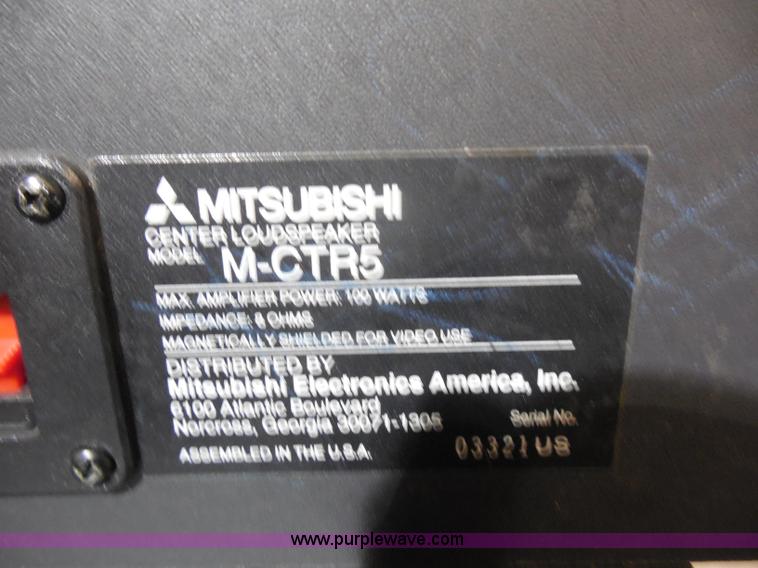 MITSUBISHI
CENTER LOUDSPEAKER
MODEL M-CTR5
MAX. AMPLIFIER POWER: 100 WATTS
IMPEDANCE: 8 OHMS
MAGNETICALLY SHIELDED FOR VIDEO USE
DISTRIBUTED BY
Mitsubishi Electronics America, Inc.
6100 Atlantic Boulevard
Norcross, Georgia 30071-1305
Serial No.
ASSEMBLED IN THE U.S.A.
03321 US
www.purplewave.com